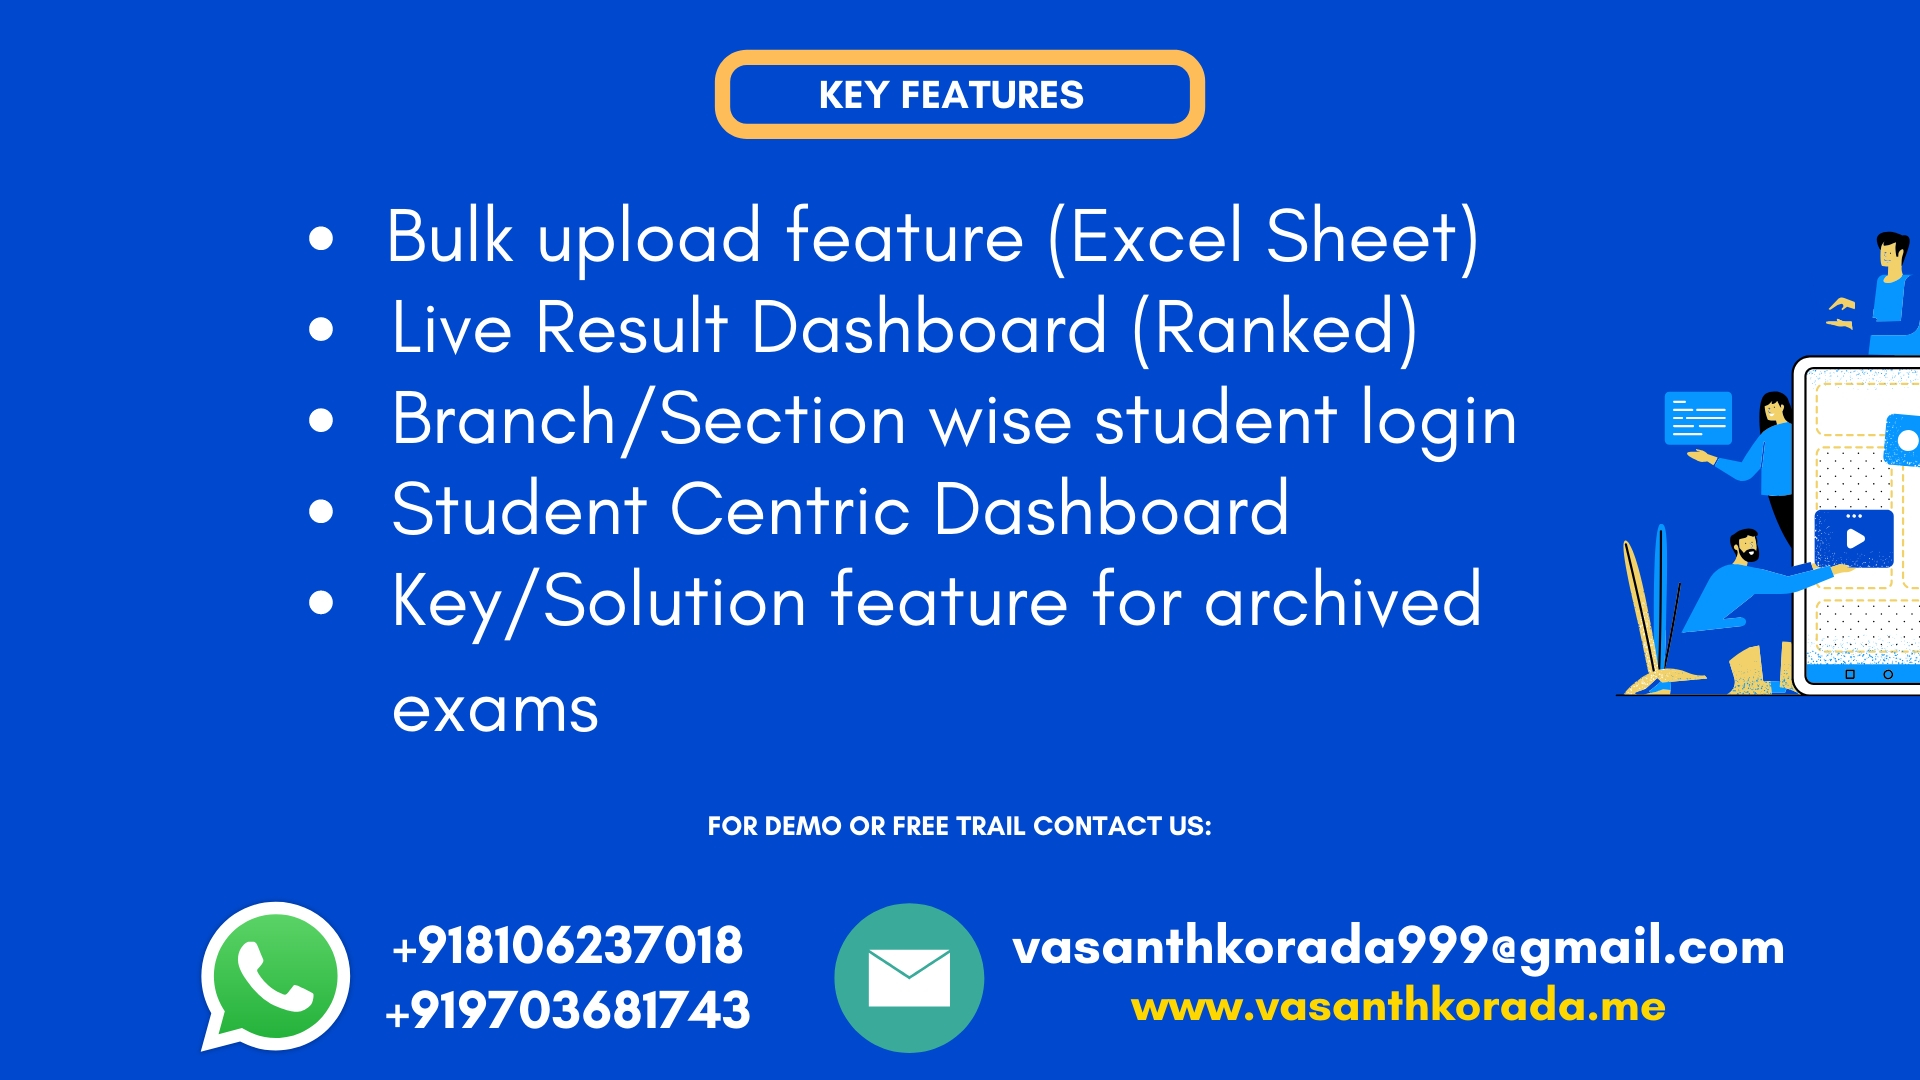 KEY FEATURES
• Bulk upload feature (Excel Sheet)
• Live Result Dashboard (Ranked)
• Branch/Section wise student login
• Student Centric Dashboard
• Key/Solution feature for archived
exams
FOR DEMO OR FREE TRAIL CONTACT US:
+918106237018
+919703681743
vasanthkorada999@gmail.com
www.vasanthkorada.me